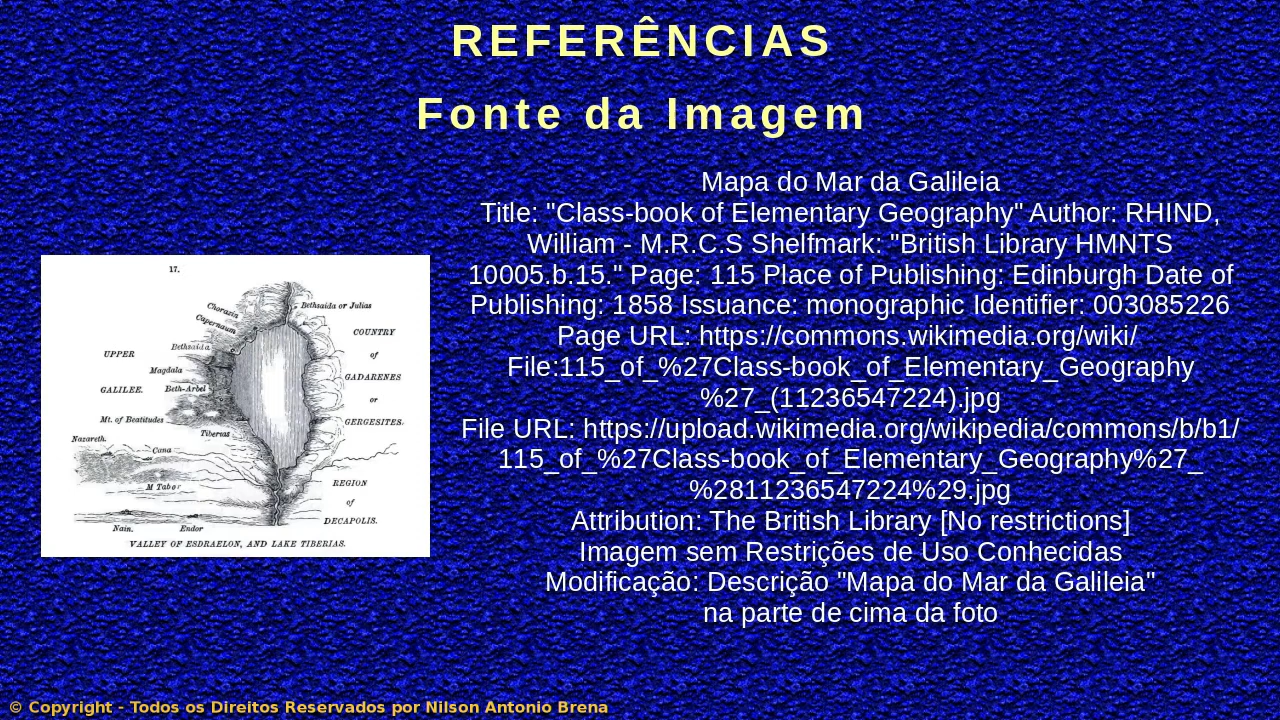 REFERÊNCIAS
Fonte da Imagem
Mapa do Mar da Galileia
Title: "Class-book of Elementary Geography" Author: RHIND,
William - M.R.C.S Shelfmark: "British Library HMNTS
10005.b.15." Page: 115 Place of Publishing: Edinburgh Date of
Publishing: 1858 Issuance: monographic Identifier: 003085226
Page URL: https://commons.wikimedia.org/wiki/
File:115_of_%27Class-book_of_Elementary_Geography
%27_(11236547224).jpg
File URL: https://upload.wikimedia.org/wikipedia/commons/b/b1/
115_of_%27Class-book_of_Elementary_Geography%27_
%2811236547224%29.jpg
Attribution: The British Library [No restrictions]
Imagem sem Restrições de Uso Conhecidas
Modificação: Descrição "Mapa do Mar da Galileia"
na parte de cima da foto
17.
Chorazin
Bethsaida or Julias
Capernaum
COUNTRY
Bethsaida
UPPER
of
Magdala
GADARENES
GALILEE.
Beth-Arbel
or
Mt. of Beatitudes
GERGESITES.
Tiberias
Nazareth.
Cana
REGION
M Tabor
of
DECAPOLIS.
Nain.
Endor
VALLEY OF ESDRAELON, AND LAKE TIBERIAS.
© Copyright - Todos os Direitos Reservados por Nilson Antonio Brena